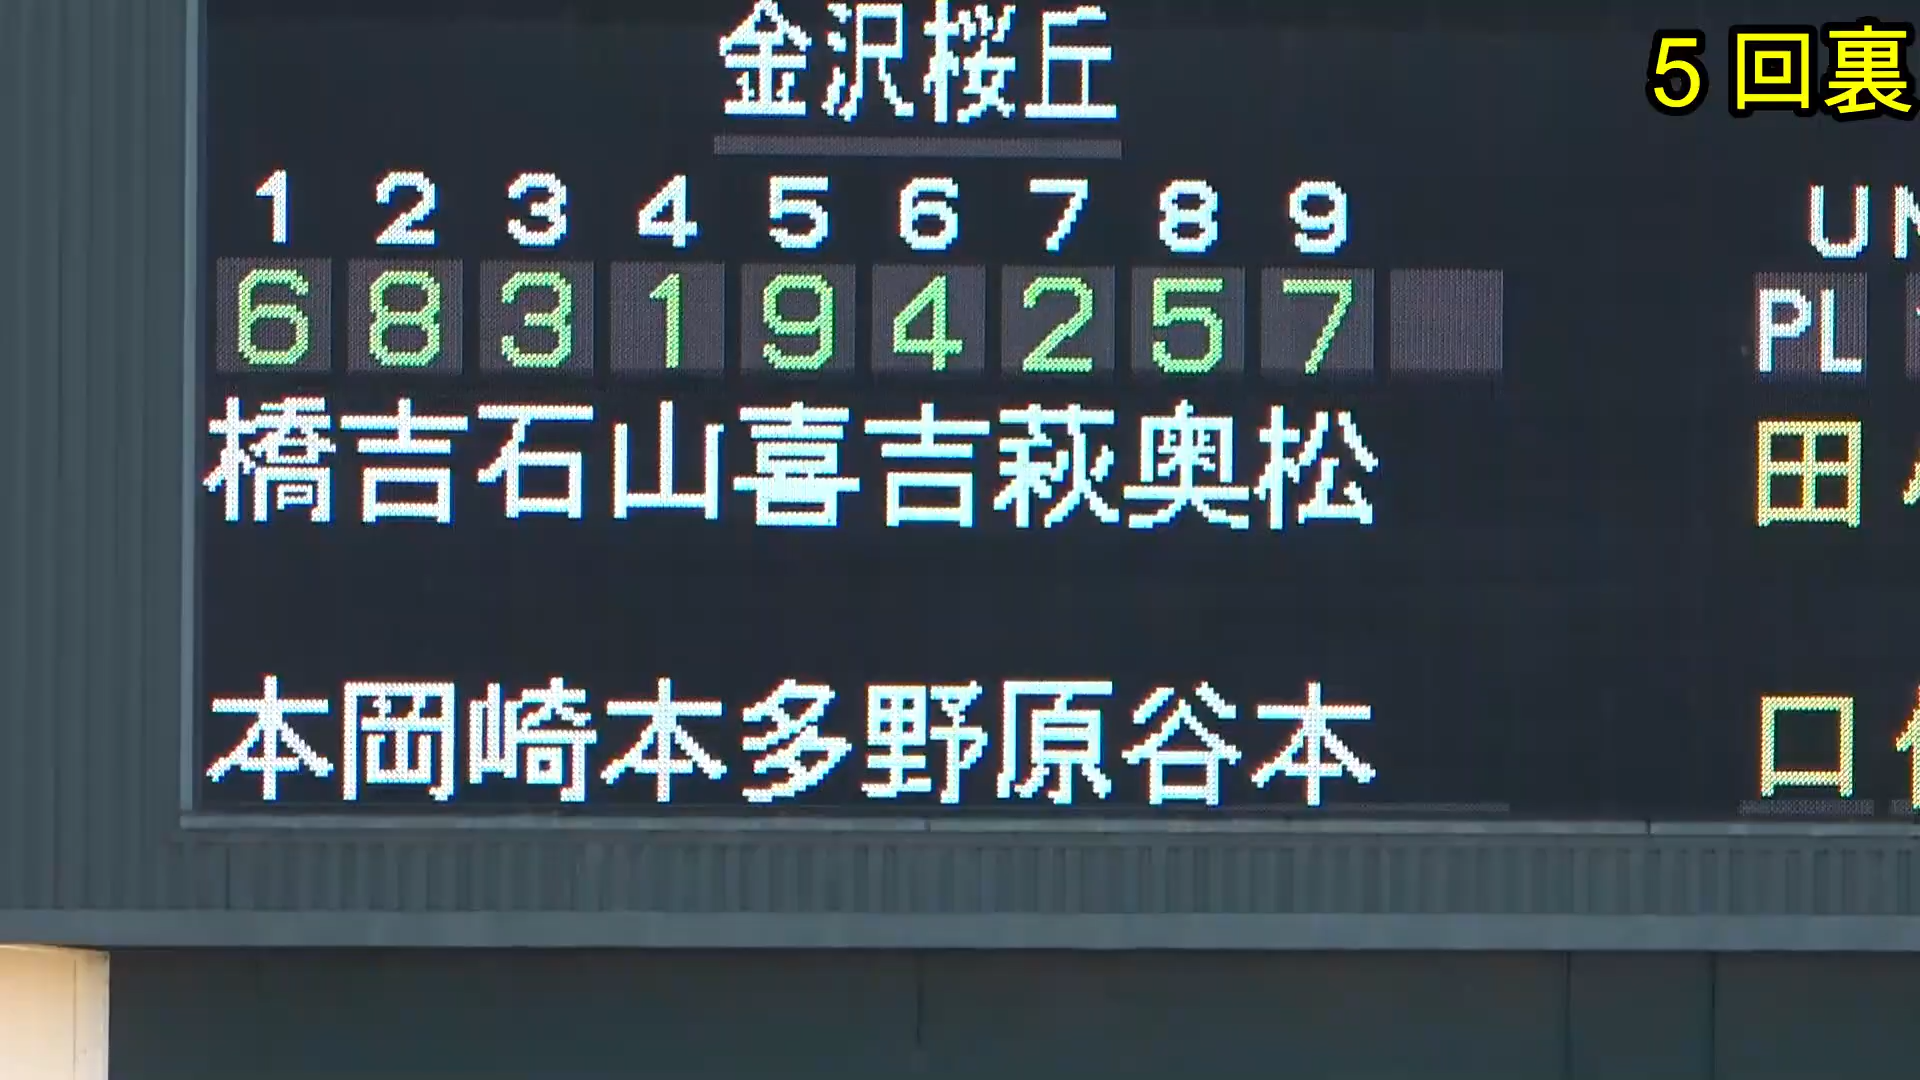 金沢桜丘
5回裏
1 2 3 4 5 6 7 8 9
6 8 3 1 9 4 2 5 7
PL
橋本
吉岡
石崎
山本
喜多
吉野
萩原
奥谷
松本
田口